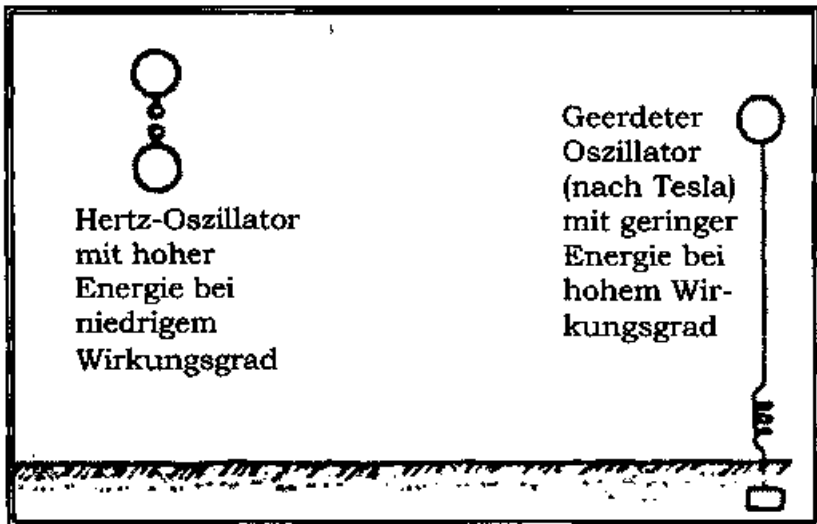 Hertz-Oszillator
mit hoher
Energie bei
niedrigem
Wirkungsgrad
Geerdeter
Oszillator
(nach Tesla)
mit geringer
Energie bei
hohem Wir-
kungsgrad